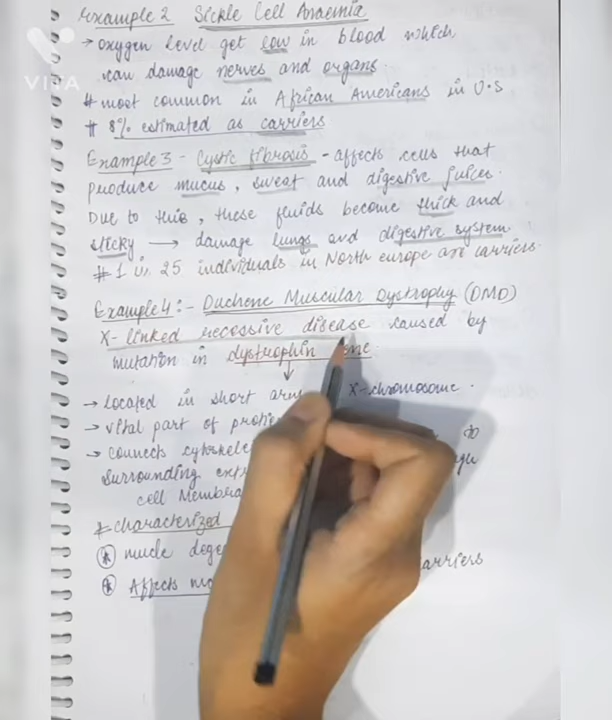 VIVA
Example 2 Sickle Cell Anaemia
→ oxygen level get low in blood which
can damage nerves and organs.
# most common in African Americans in U.S
# 8% estimated as carriers
Example 3 - Cystic fibrosis - affects cells that
produce mucus, sweat and digestive juices.
Due to this, these fluids become thick and
sticky → damage lungs and digestive system.
# 1 in 25 individuals in North europe are carriers.
Example 4 :- Duchene Muscular Dystrophy (DMD)
X-linked recessive disease caused by
mutation in dystrophin
→ located in short X-chromosome.
→ vital part of to
→ connects
surrounding
cell
* characterized
muscle
Affects carriers